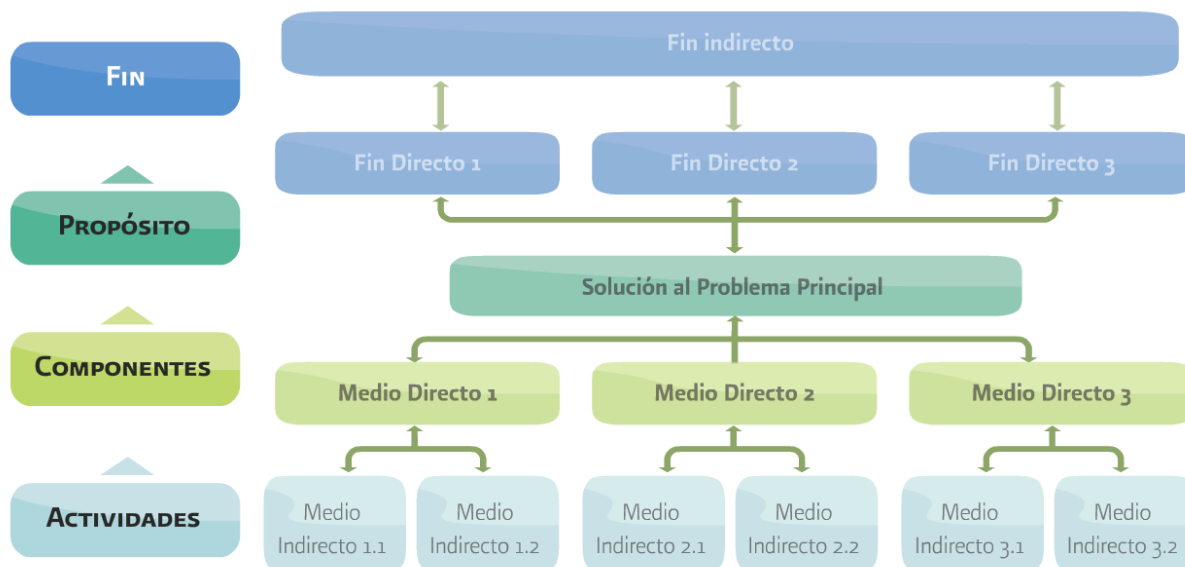 Fin indirecto
Fin
Fin Directo 1
Fin Directo 2
Fin Directo 3
Propósito
Solución al Problema Principal
Componentes
Medio Directo 1
Medio Directo 2
Medio Directo 3
Actividades
Medio
Indirecto 1.1
Medio
Indirecto 1.2
Medio
Indirecto 2.1
Medio
Indirecto 2.2
Medio
Indirecto 3.1
Medio
Indirecto 3.2